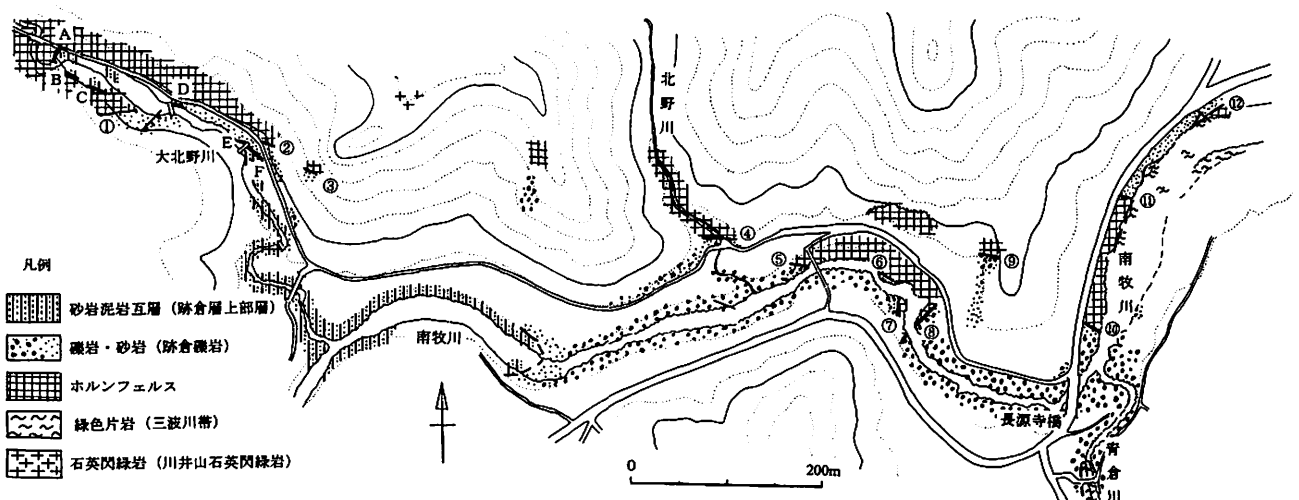 A
B
C
D
①
大北野川
E
②
F
③
北野川
④
⑤
⑥
⑦
⑧
⑨
⑩
⑪
⑫
南牧川
南牧川
長源寺橋
青倉川
凡例
砂岩泥岩互層（跡倉層上部層）
礫岩・砂岩（跡倉礫岩）
ホルンフェルス
緑色片岩（三波川帯）
石英閃緑岩（川井山石英閃緑岩）
0 200m